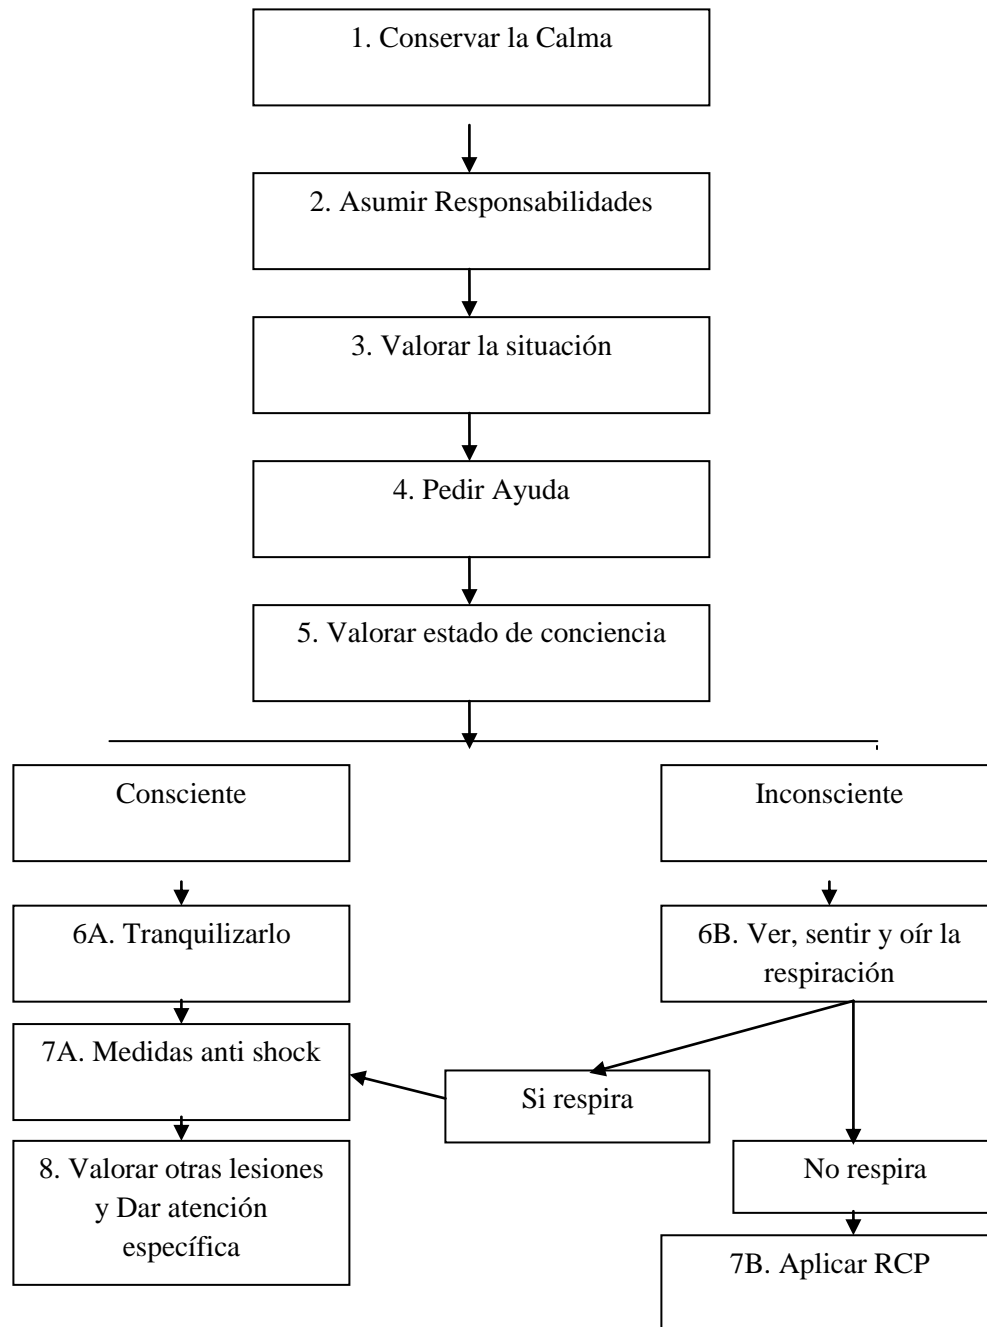 1. Conservar la Calma
2. Asumir Responsabilidades
3. Valorar la situación
4. Pedir Ayuda
5. Valorar estado de conciencia
Consciente
Inconsciente
6A. Tranquilizarlo
6B. Ver, sentir y oír la
respiración
7A. Medidas anti shock
Si respira
8. Valorar otras lesiones
y Dar atención
específica
No respira
7B. Aplicar RCP